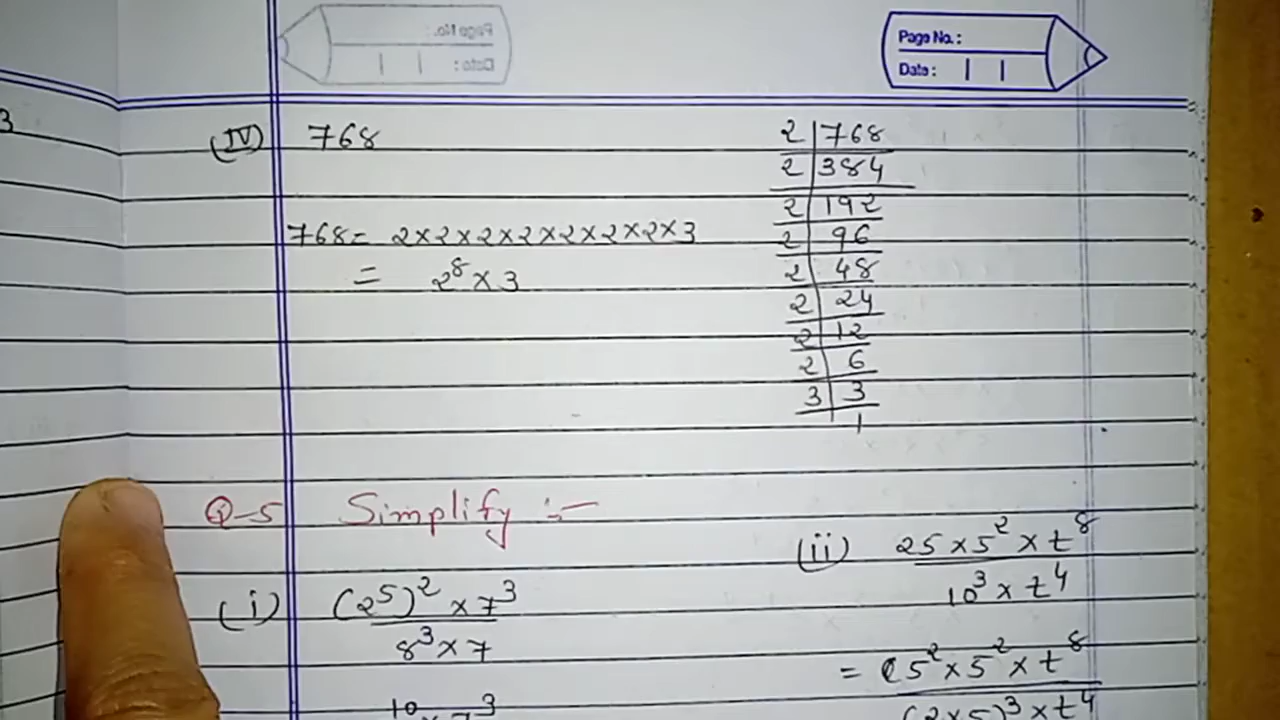 Page No.:
Date:
3
(IV) 768
768= 2×2×2×2×2×2×2×3
= 2⁸×3
2 | 768
2 | 384
2 | 192
2 | 96
2 | 48
2 | 24
2 | 12
2 | 6
3 | 3
1
Q-5 Simplify :-
(i) (2⁵)² × 7³
8³ × 7
(ii) 25 × 5² × t⁸
10³ × t⁴
= (5² × 5² × t⁸
(2×5)³ × t⁴